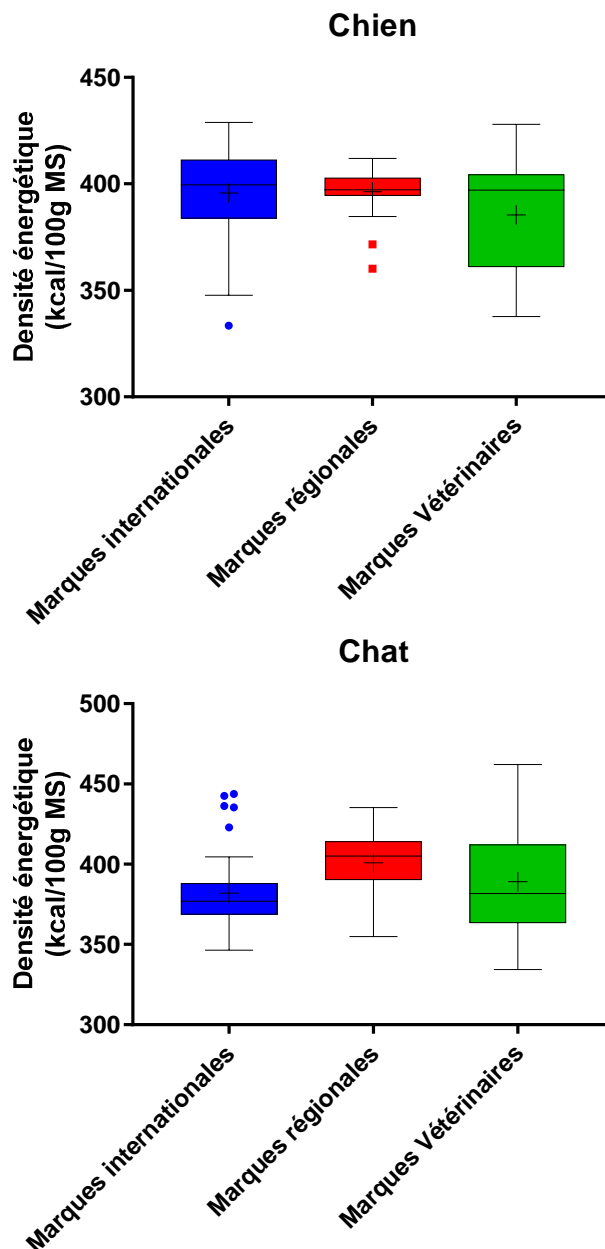 Chien
Densité énergétique
(kcal/100g MS)
450
400
350
300
Marques internationales
Marques régionales
Marques Vétérinaires
Chat
Densité énergétique
(kcal/100g MS)
500
450
400
350
300
Marques internationales
Marques régionales
Marques Vétérinaires